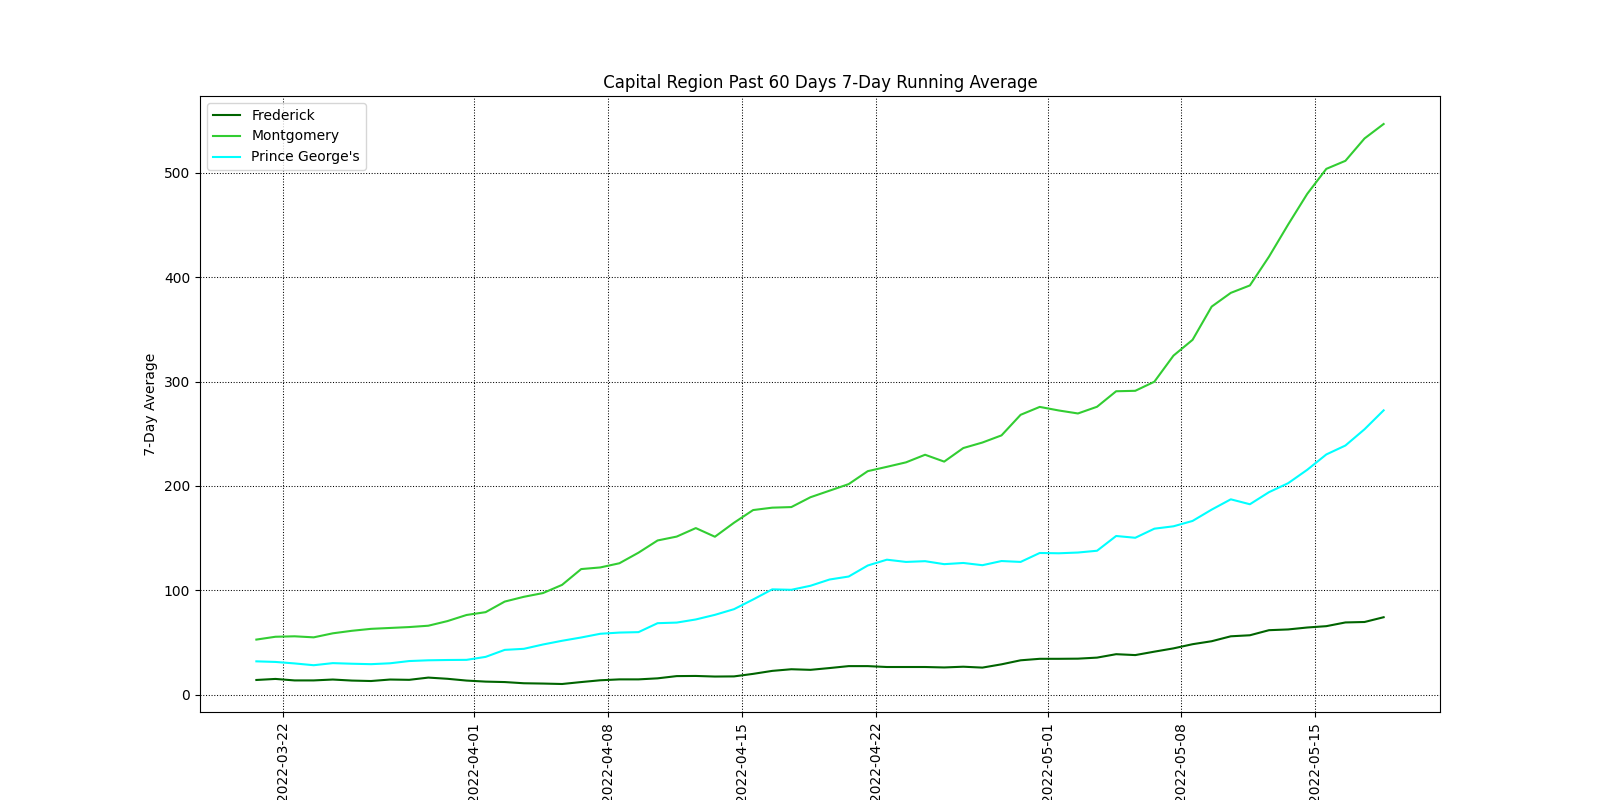 Capital Region Past 60 Days 7-Day Running Average
Frederick
Montgomery
Prince George's
7-Day Average
500
400
300
200
100
0
2022-03-22
2022-04-01
2022-04-08
2022-04-15
2022-04-22
2022-05-01
2022-05-08
2022-05-15